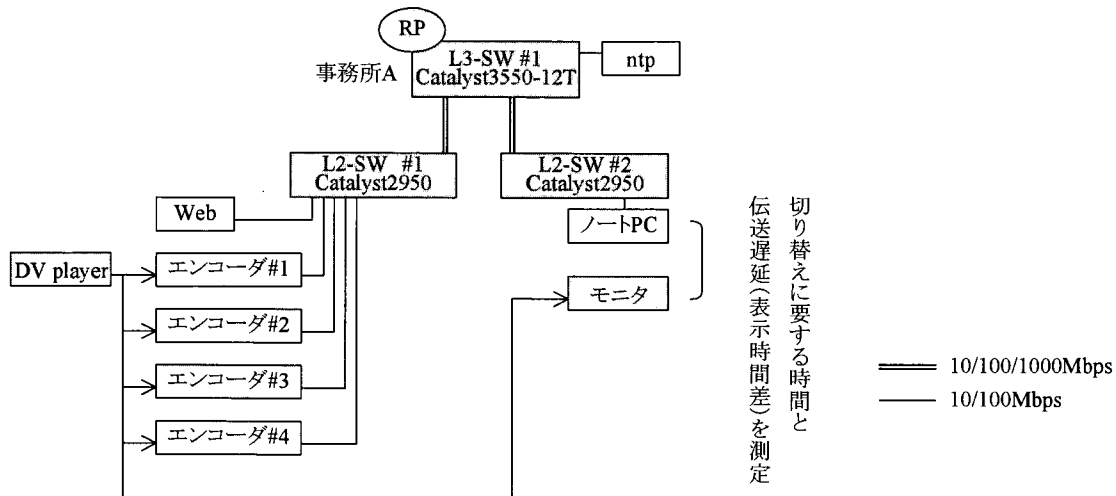 RP
L3-SW #1
Catalyst3550-12T
ntp
事務所A
L2-SW #1
Catalyst2950
L2-SW #2
Catalyst2950
Web
ノートPC
DV player
エンコーダ#1
モニタ
エンコーダ#2
エンコーダ#3
エンコーダ#4
切り替えに要する時間と
伝送遅延(表示時間差)を測定
10/100/1000Mbps
10/100Mbps